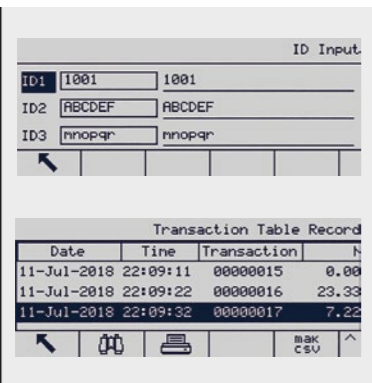 ID Input
ID1 1001 1001
ID2 ABCDEF ABCDEF
ID3 mnopqr mnopqr
Transaction Table Record
Date Time Transaction N
11-Jul-2018 22:09:11 00000015 0.00
11-Jul-2018 22:09:22 00000016 23.33
11-Jul-2018 22:09:32 00000017 7.22
mak
csv